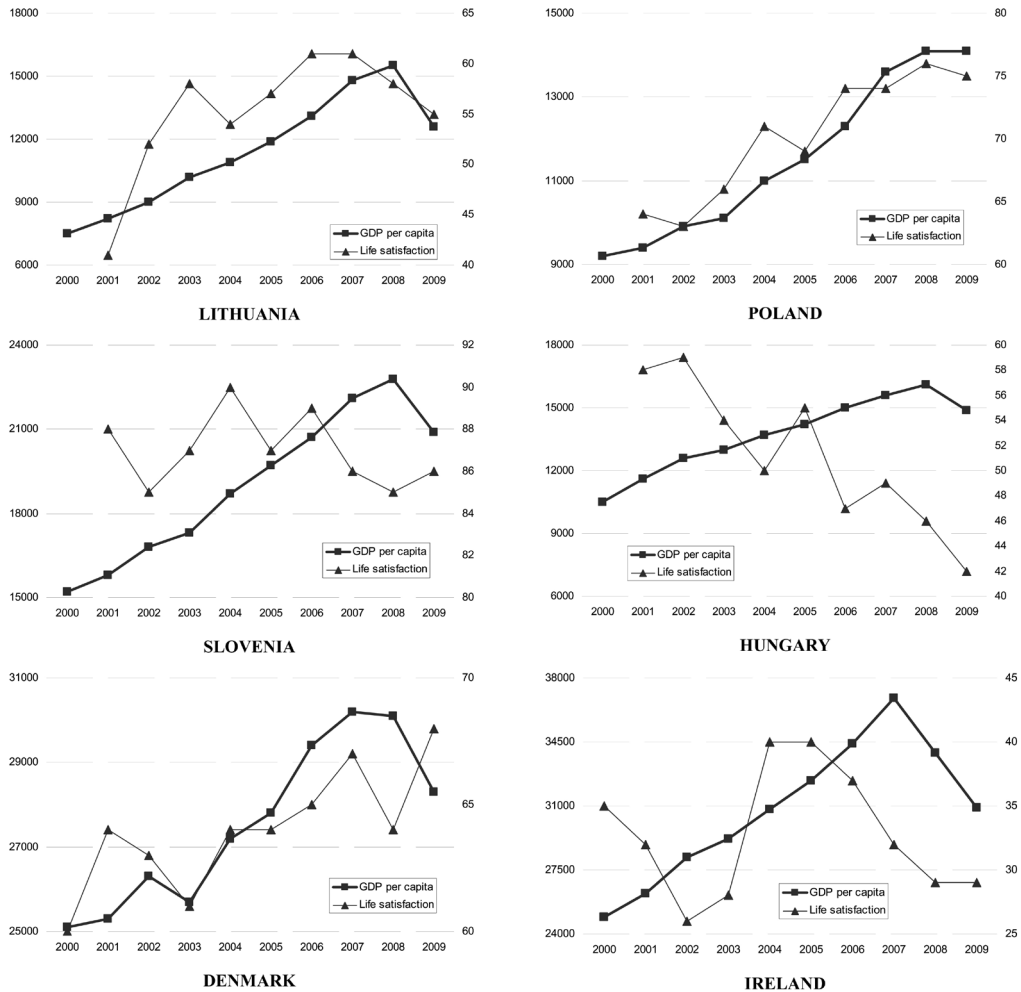 18000 65
15000 60
12000 55
50
9000 45
6000 40
GDP per capita
Life satisfaction
2000 2001 2002 2003 2004 2005 2006 2007 2008 2009
LITHUANIA
15000 80
13000 75
70
11000 65
9000 60
GDP per capita
Life satisfaction
2000 2001 2002 2003 2004 2005 2006 2007 2008 2009
POLAND
24000 92
90
21000 88
86
18000 84
82
15000 80
GDP per capita
Life satisfaction
2000 2001 2002 2003 2004 2005 2006 2007 2008 2009
SLOVENIA
18000 60
58
15000 56
54
52
12000 50
48
9000 46
44
42
6000 40
GDP per capita
Life satisfaction
2000 2001 2002 2003 2004 2005 2006 2007 2008 2009
HUNGARY
31000 70
29000
65
27000
25000 60
GDP per capita
Life satisfaction
2000 2001 2002 2003 2004 2005 2006 2007 2008 2009
DENMARK
38000 45
34500 40
31000 35
27500 30
24000 25
GDP per capita
Life satisfaction
2000 2001 2002 2003 2004 2005 2006 2007 2008 2009
IRELAND